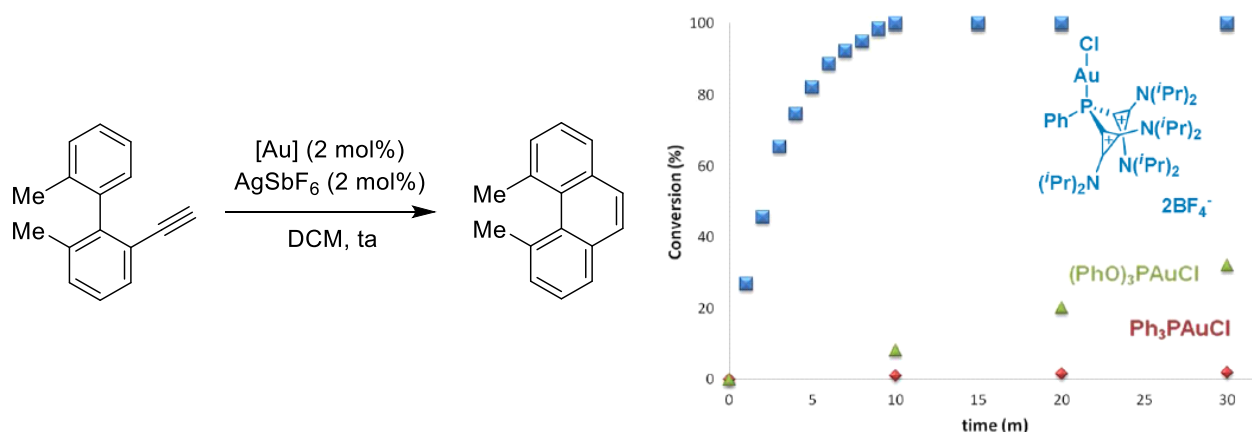 Me
Me
[Au] (2 mol%)
AgSbF₆ (2 mol%)
DCM, ta
Me
Me
Conversion (%)
100
80
60
40
20
0
0
5
10
15
20
25
30
time (m)
Cl
Au
P
Ph
N(ⁱPr)₂
+
N(ⁱPr)₂
+
N(ⁱPr)₂
(ⁱPr)₂N
2BF₄⁻
(PhO)₃PAuCl
Ph₃PAuCl